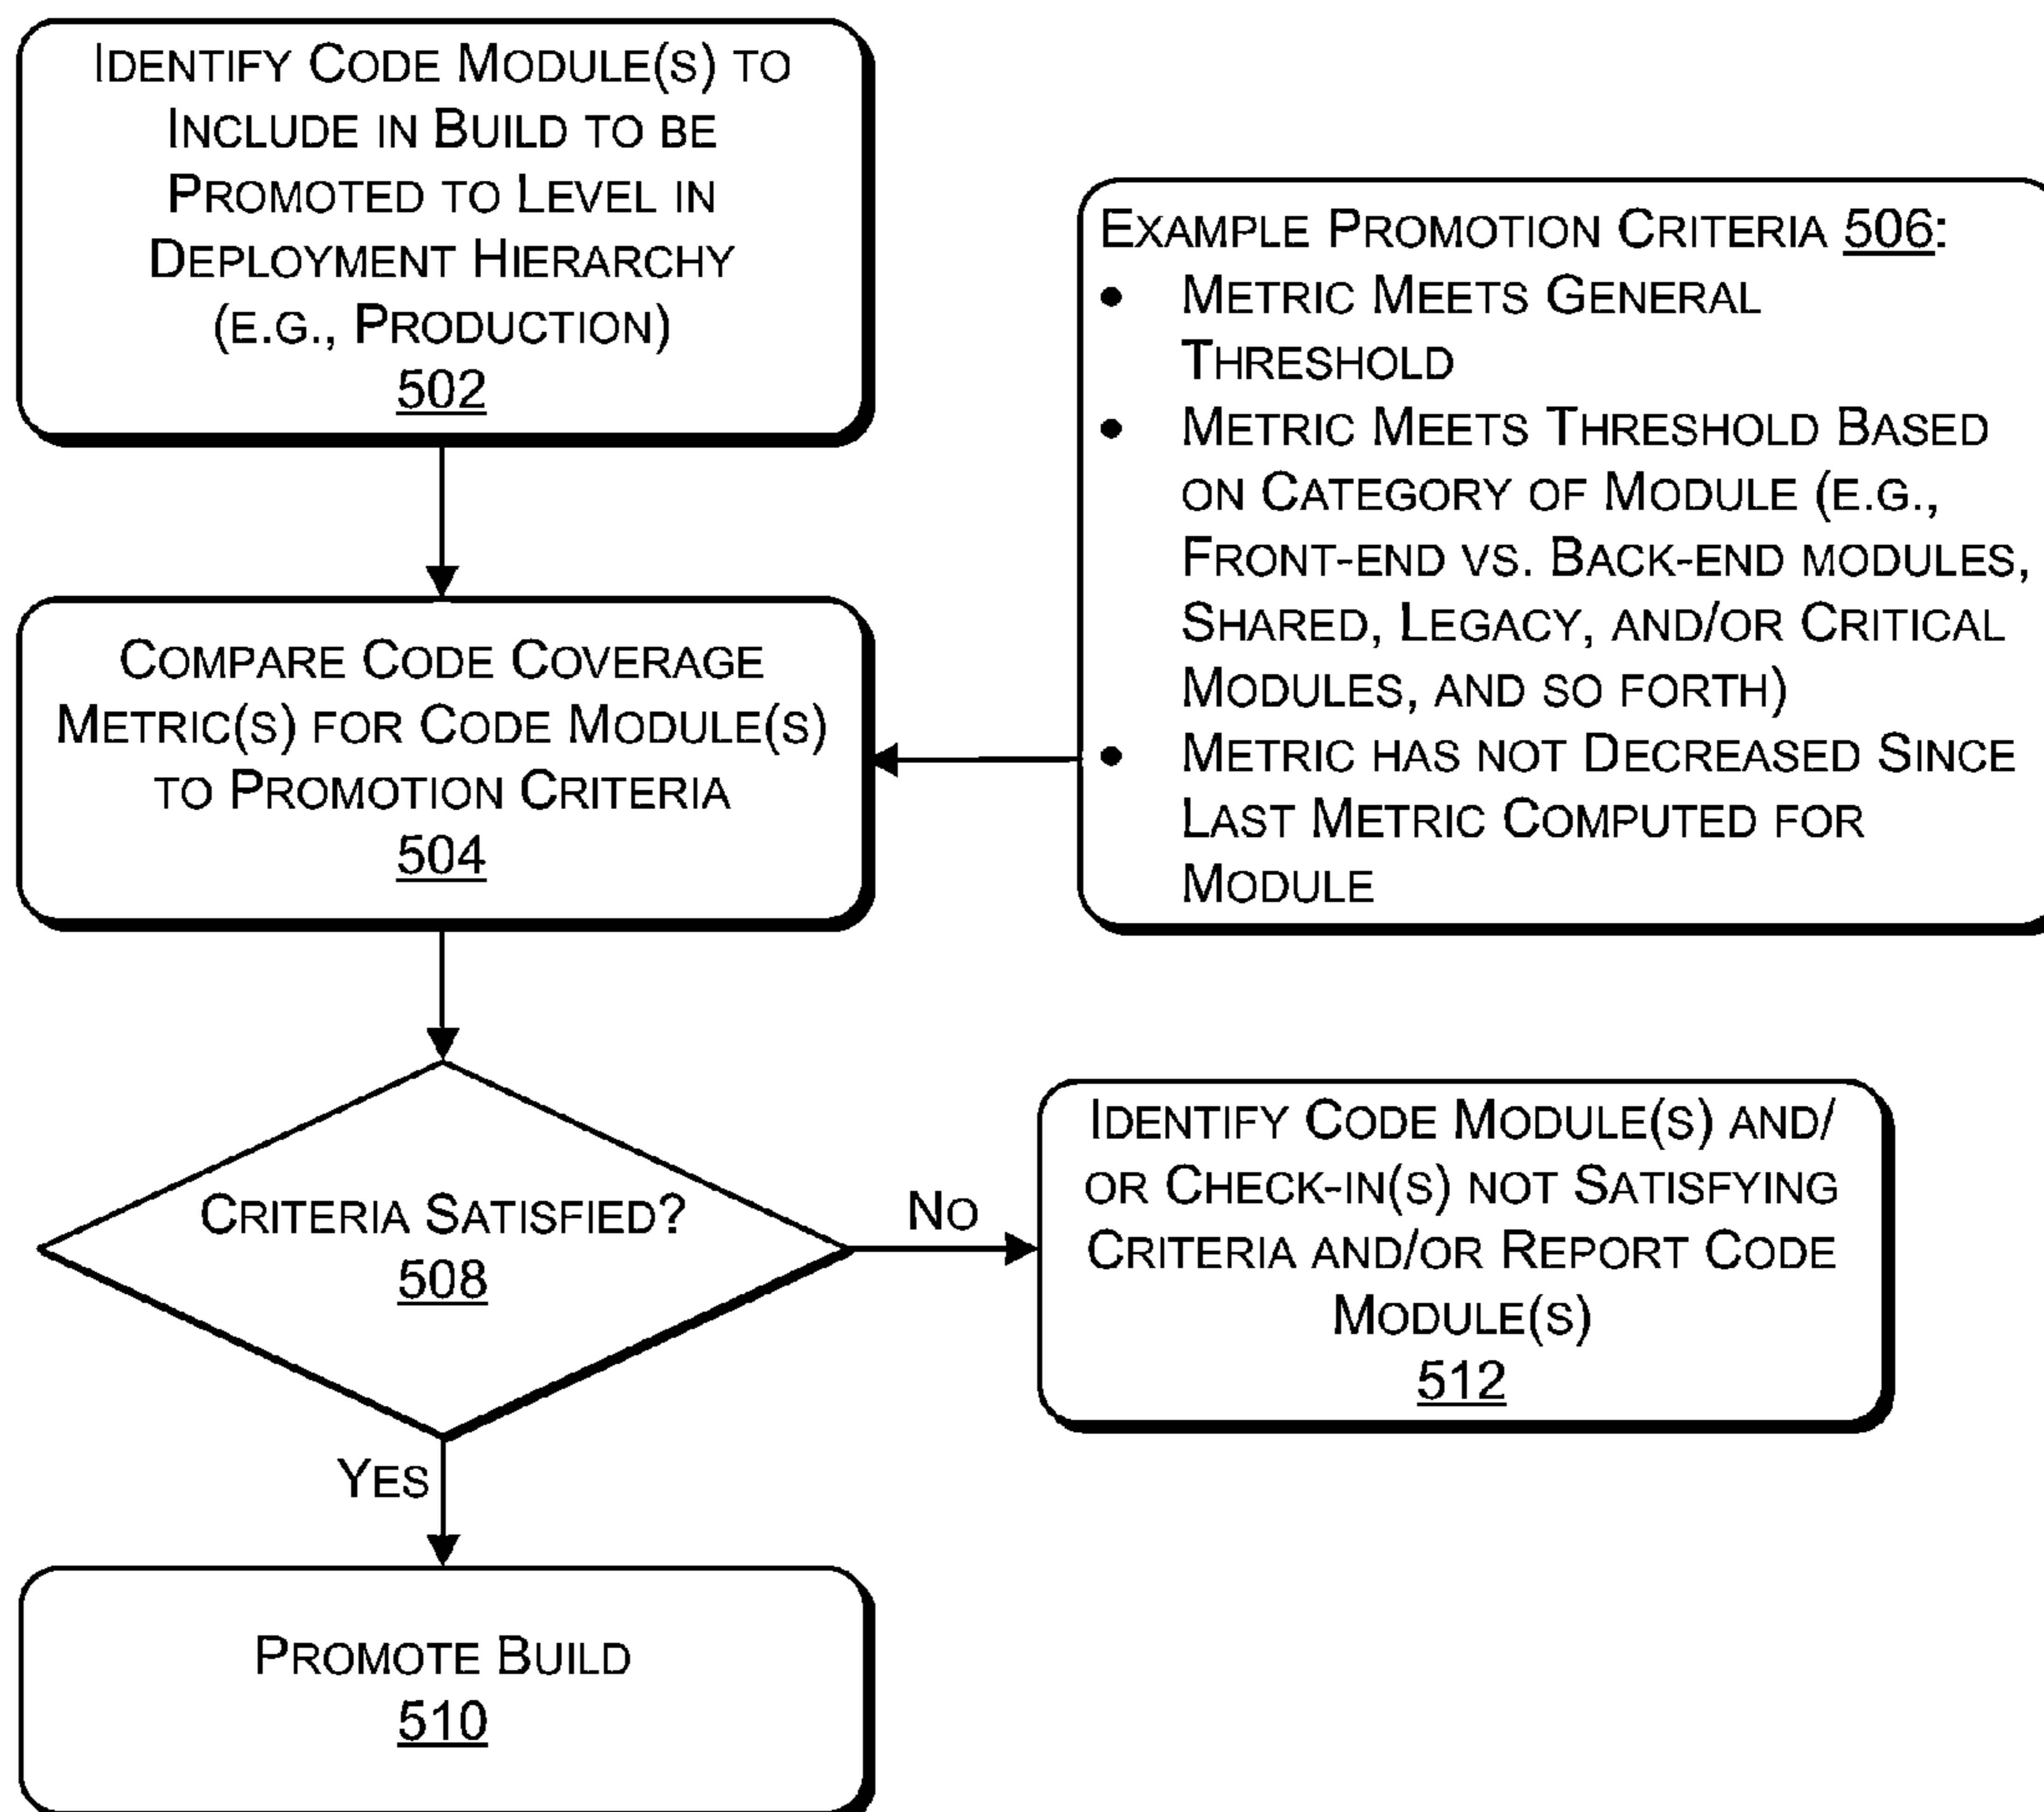 Identify Code Module(s) to
Include in Build to be
Promoted to Level in
Deployment Hierarchy
(e.g., Production)
502
Example Promotion Criteria 506:
• Metric Meets General
Threshold
• Metric Meets Threshold Based
on Category of Module (e.g.,
Front-end vs. Back-end modules,
Shared, Legacy, and/or Critical
Modules, and so forth)
• Metric has not Decreased Since
Last Metric Computed for
Module
Compare Code Coverage
Metric(s) for Code Module(s)
to Promotion Criteria
504
Criteria Satisfied?
508
No
Identify Code Module(s) and/
or Check-in(s) not Satisfying
Criteria and/or Report Code
Module(s)
512
Yes
Promote Build
510